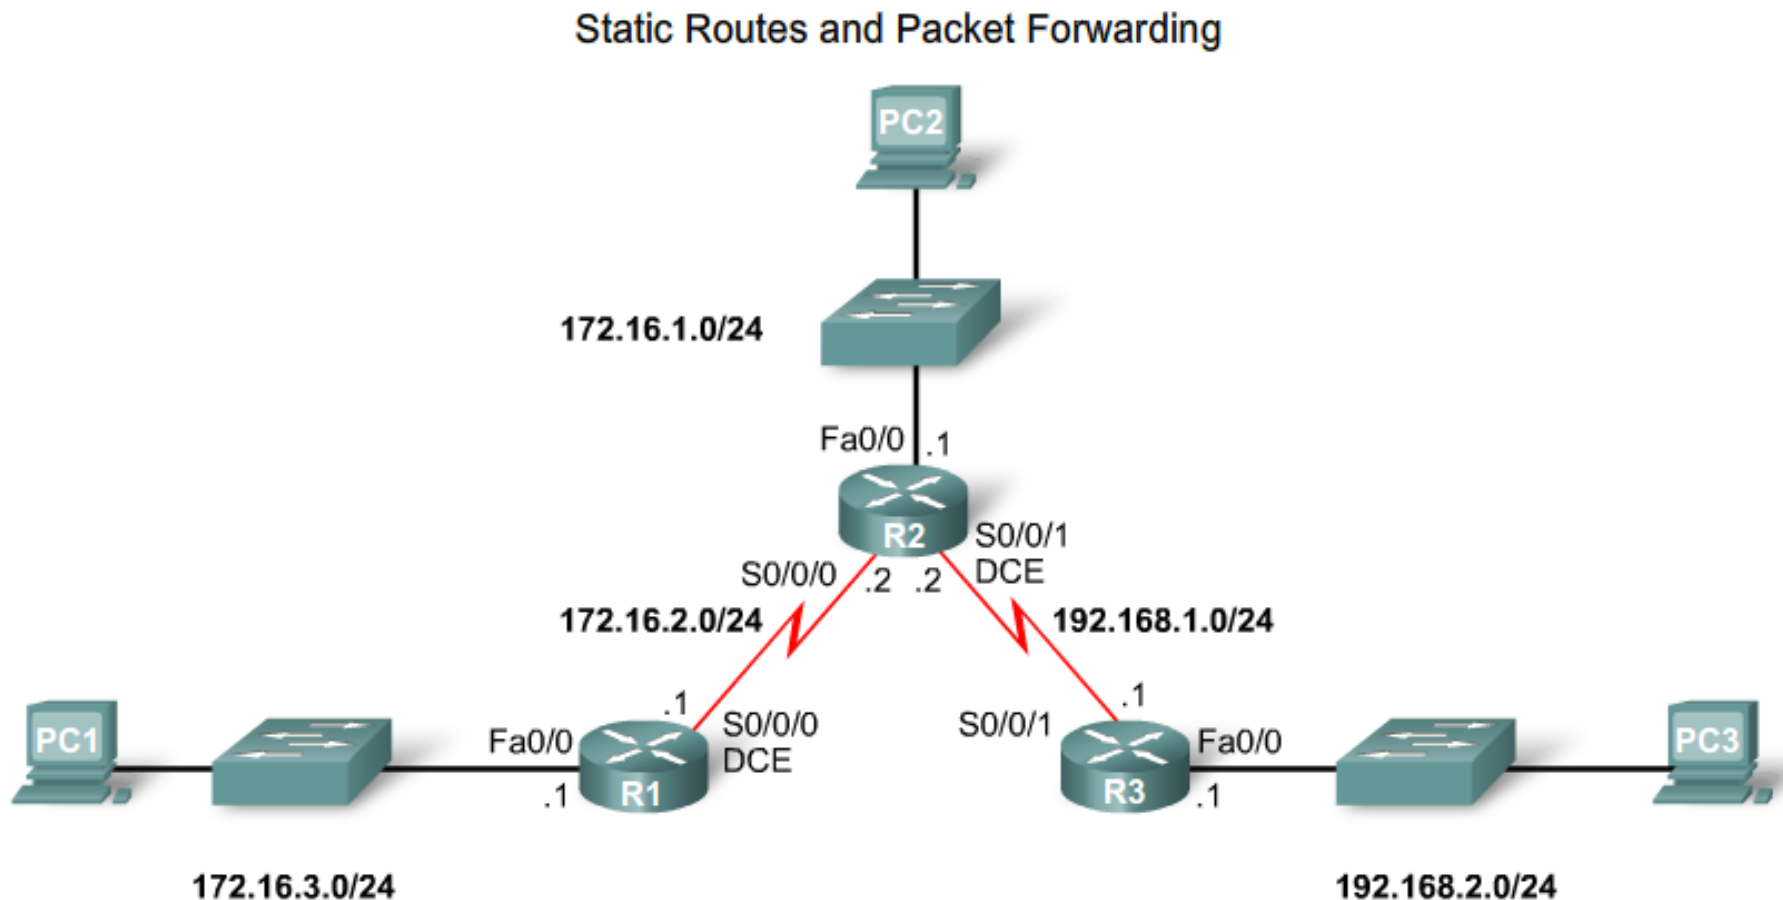 Static Routes and Packet Forwarding
PC2
172.16.1.0/24
Fa0/0
.1
R2
S0/0/1
DCE
S0/0/0
.2
.2
172.16.2.0/24
192.168.1.0/24
.1
S0/0/0
DCE
Fa0/0
.1
R1
PC1
172.16.3.0/24
.1
S0/0/1
Fa0/0
.1
R3
PC3
192.168.2.0/24